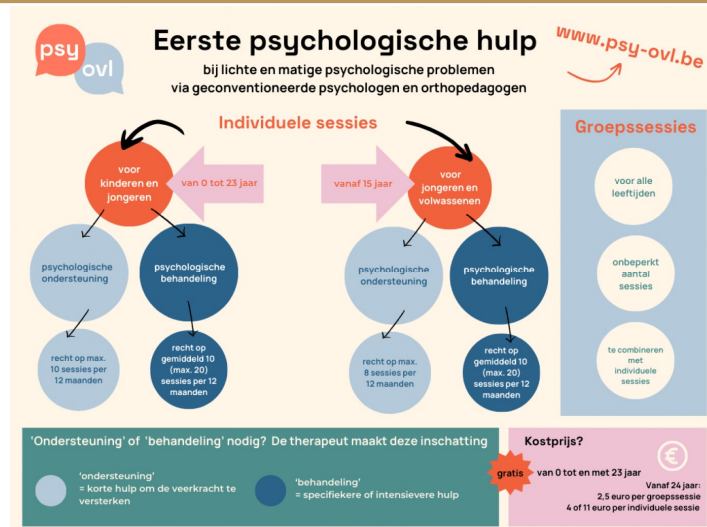 psy
ovl
Eerste psychologische hulp
www.psy-ovl.be
bij lichte en matige psychologische problemen
via geconventioneerde psychologen en orthopedagogen
Individuele sessies
voor
kinderen en
jongeren
van 0 tot 23 jaar
vanaf 15 jaar
voor
jongeren en
volwassenen
psychologische
ondersteuning
psychologische
behandeling
psychologische
ondersteuning
psychologische
behandeling
recht op max.
10 sessies per
12 maanden
recht op
gemiddeld 10
(max. 20)
sessies per 12
maanden
recht op max.
8 sessies per
12 maanden
recht op
gemiddeld 10
(max. 20)
sessies per 12
maanden
Groepssessies
voor alle
leeftijden
onbeperkt
aantal
sessies
te combineren
met
individuele
sessies
'Ondersteuning' of 'behandeling' nodig? De therapeut maakt deze inschatting
'ondersteuning'
= korte hulp om de veerkracht te
versterken
'behandeling'
= specifiekere of intensievere hulp
Kostprijs?
€
gratis
van 0 tot en met 23 jaar
Vanaf 24 jaar:
2,5 euro per groepssessie
4 of 11 euro per individuele sessie